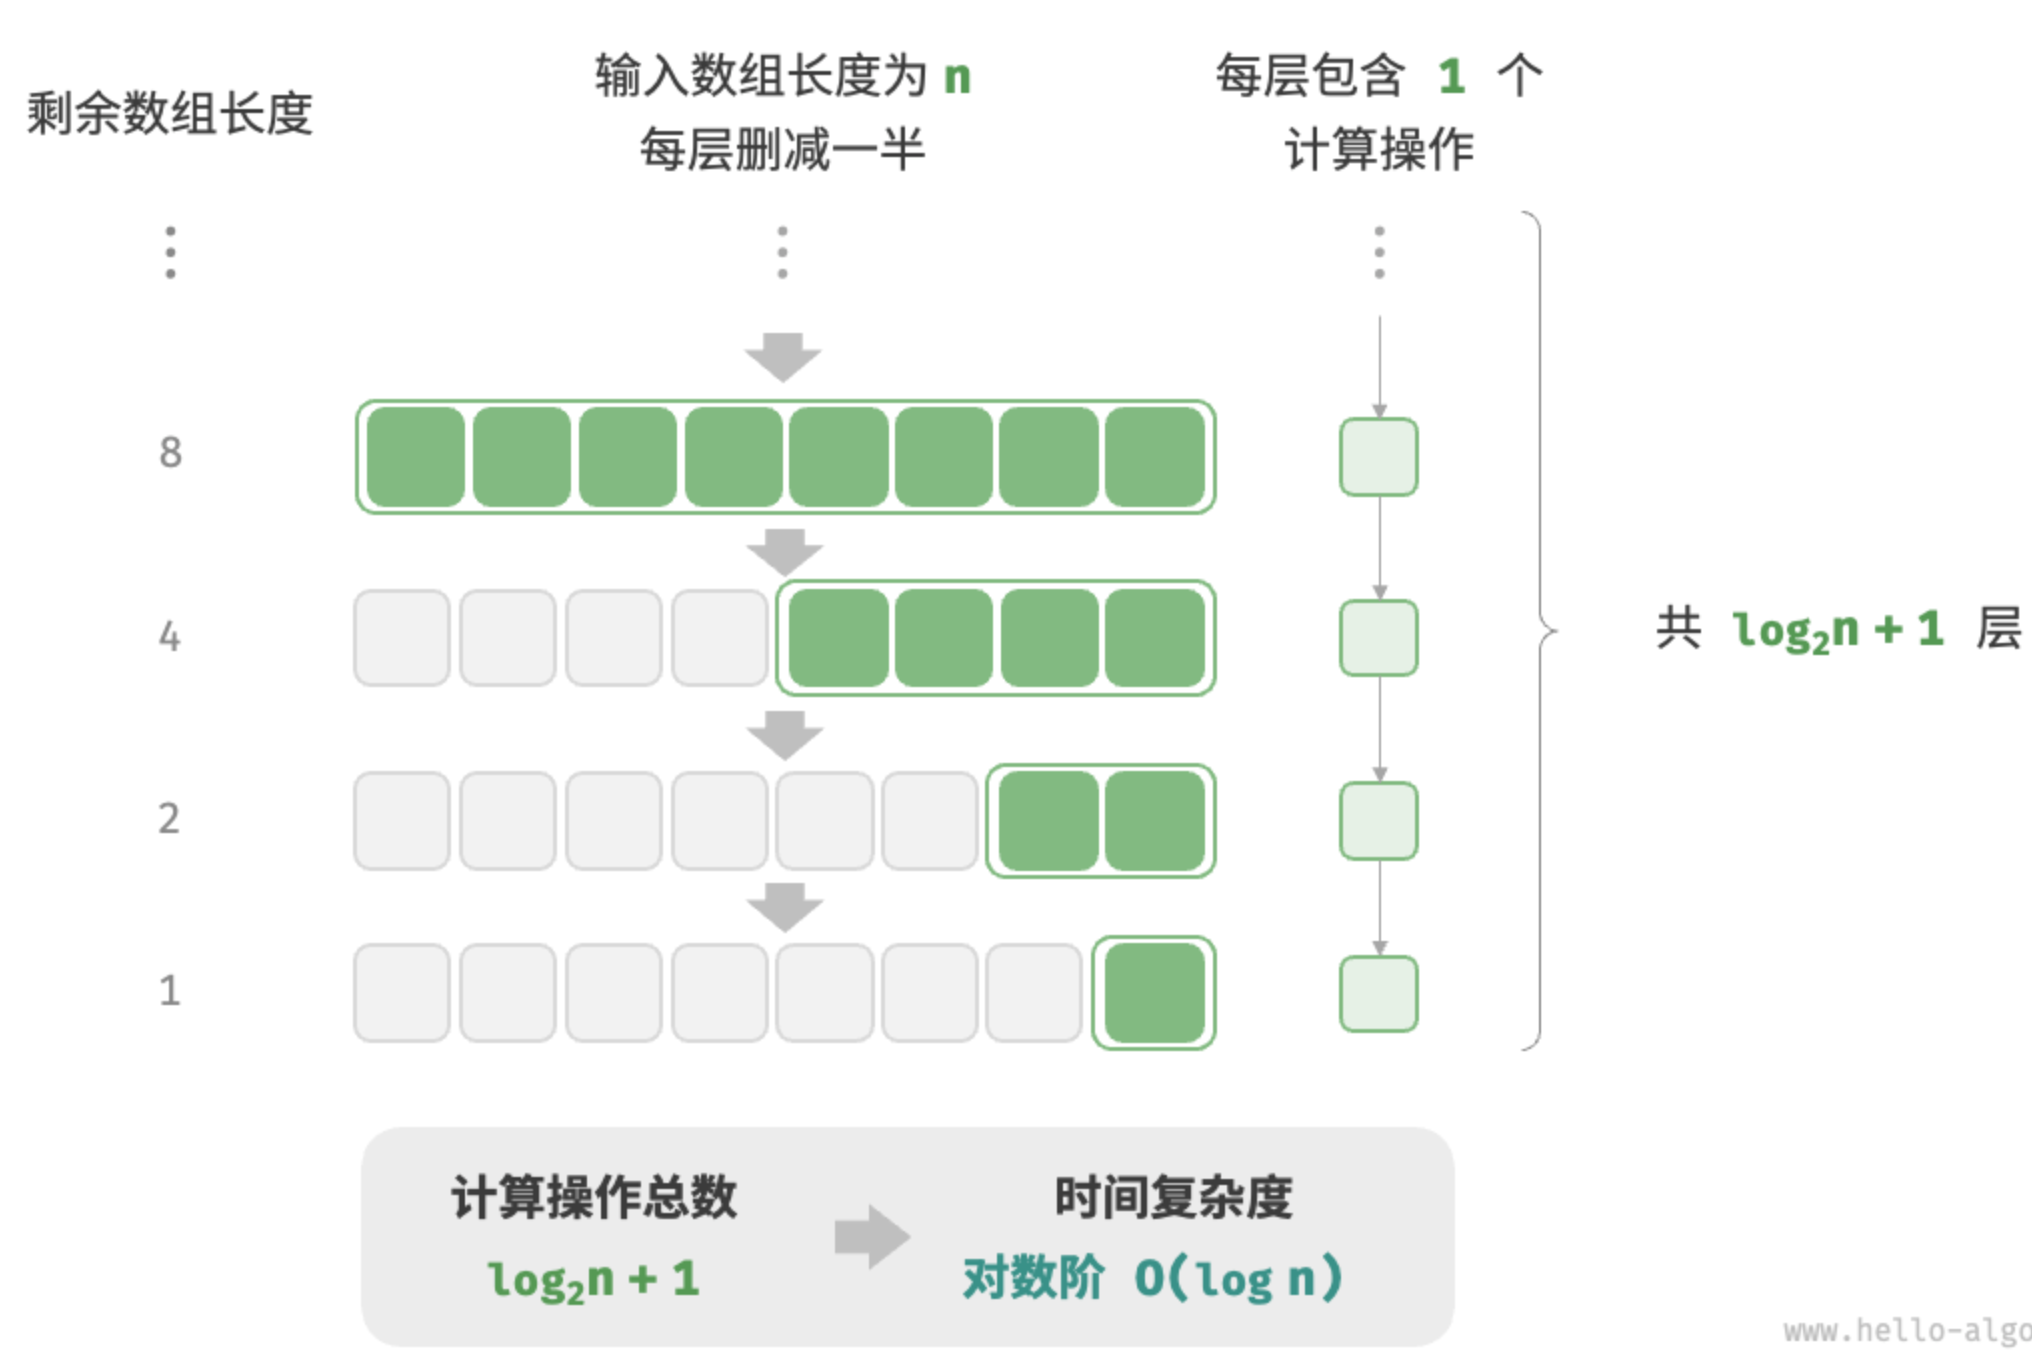 剩余数组长度
输入数组长度为 n
每层删减一半
每层包含 1 个
计算操作
8
4
2
1
共 log₂n + 1 层
计算操作总数
log₂n + 1
时间复杂度
对数阶 O(log n)
www.hello-algo